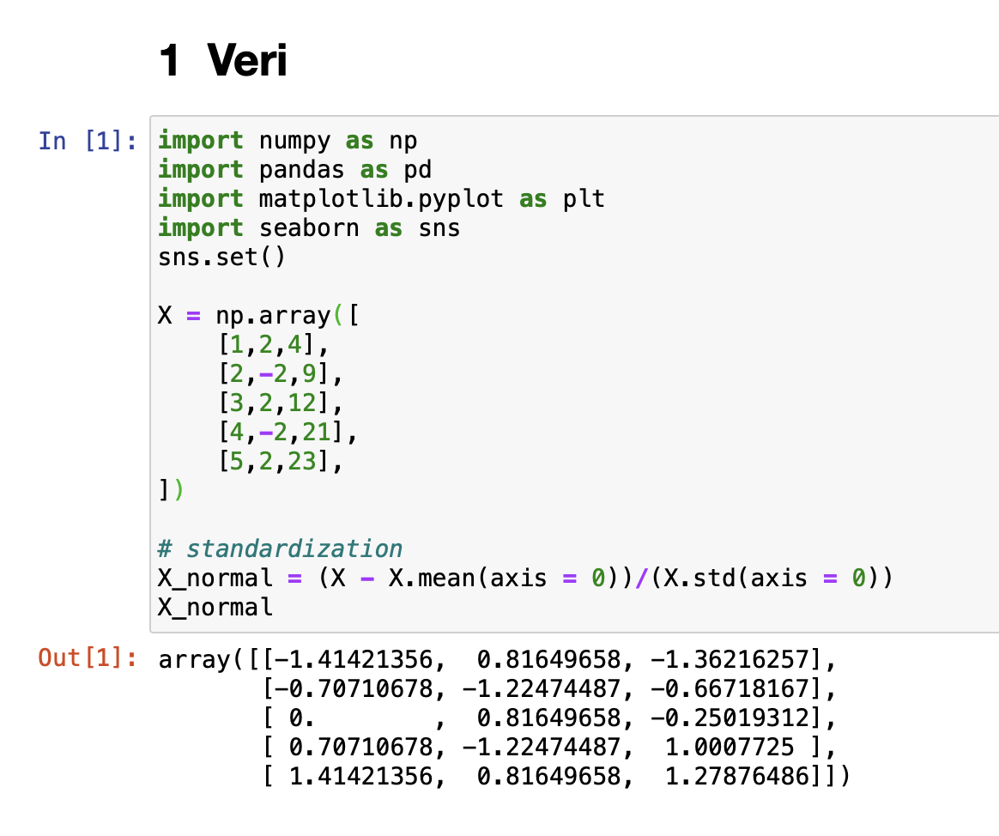 1 Veri
In [1]:
import numpy as np
import pandas as pd
import matplotlib.pyplot as plt
import seaborn as sns
sns.set()
X = np.array([
    [1,2,4],
    [2,-2,9],
    [3,2,12],
    [4,-2,21],
    [5,2,23],
])
# standardization
X_normal = (X - X.mean(axis = 0))/(X.std(axis = 0))
X_normal
Out[1]:
array([[-1.41421356,  0.81649658, -1.36216257],
       [-0.70710678, -1.22474487, -0.66718167],
       [ 0.        ,  0.81649658, -0.25019312],
       [ 0.70710678, -1.22474487,  1.0007725 ],
       [ 1.41421356,  0.81649658,  1.27876486]])